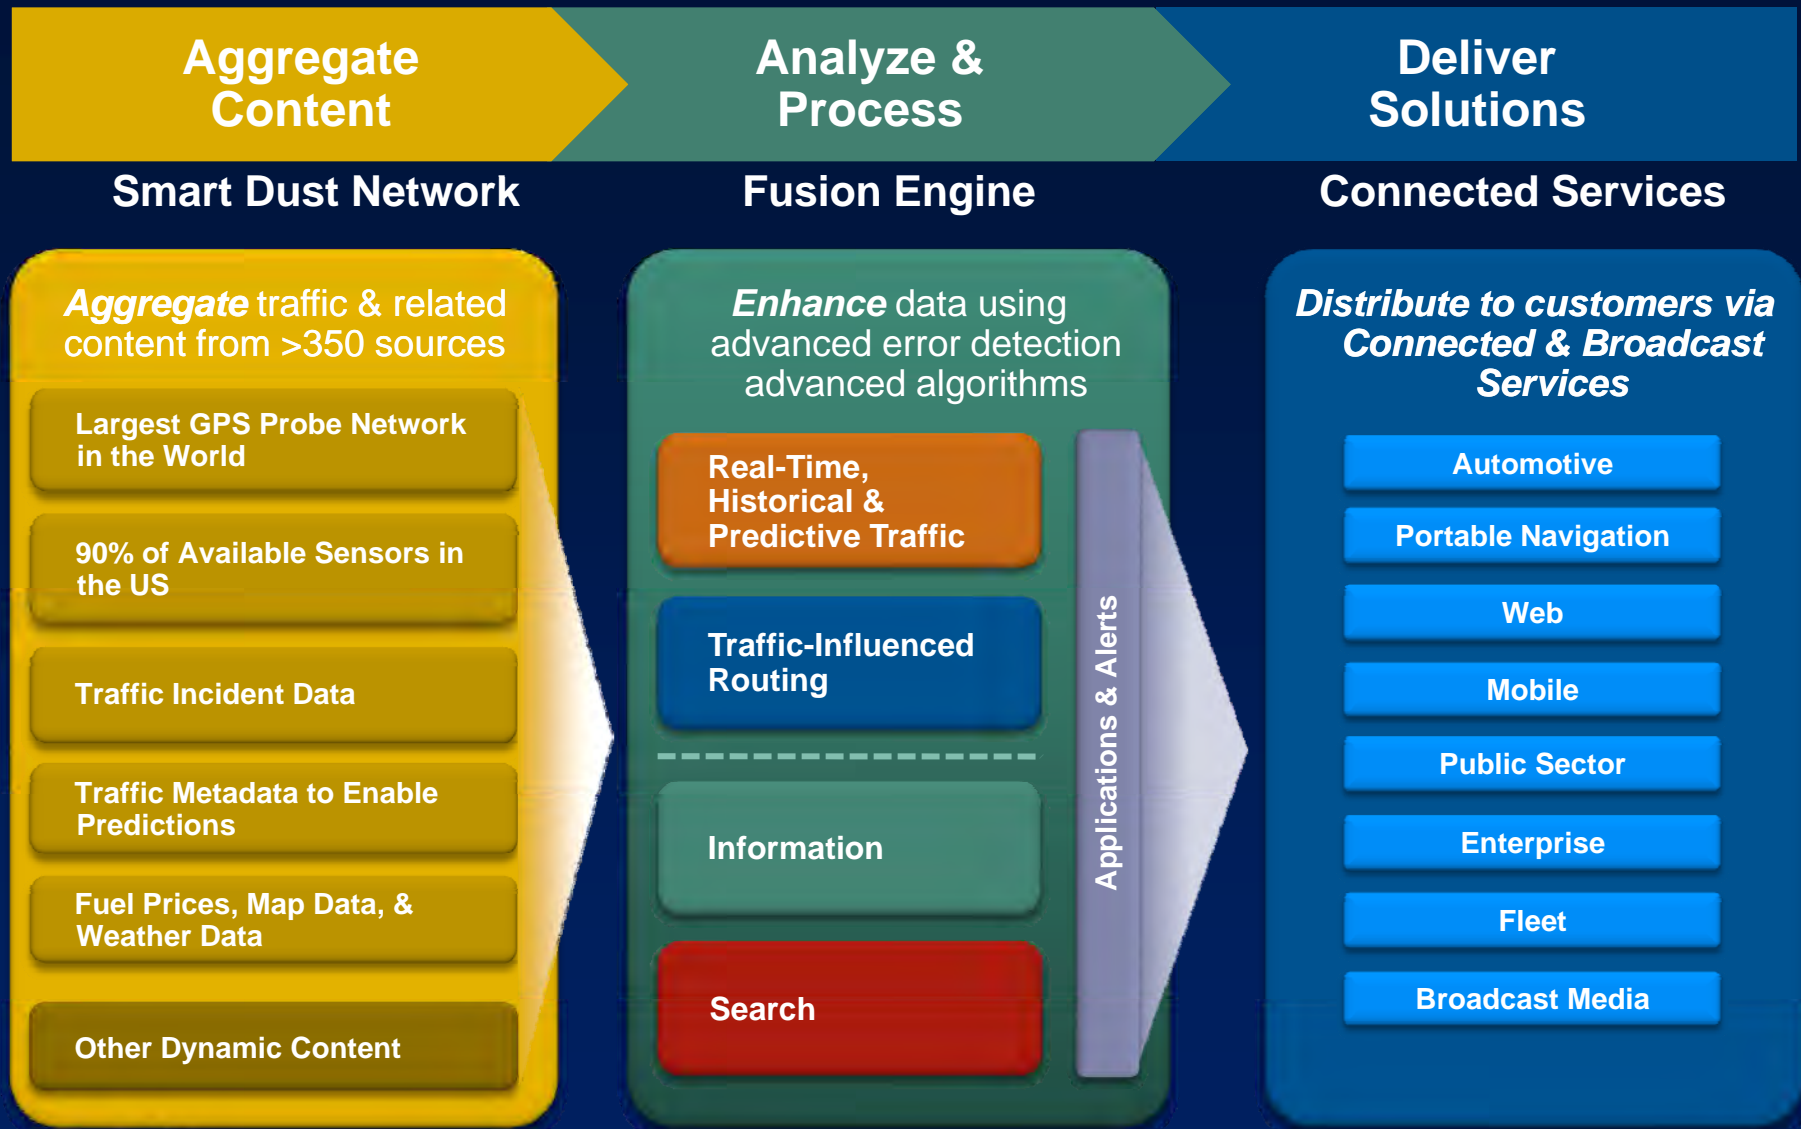 Aggregate
Content
Analyze &
Process
Deliver
Solutions
Smart Dust Network
Fusion Engine
Connected Services
Aggregate traffic & related
content from >350 sources
Largest GPS Probe Network
in the World
90% of Available Sensors in
the US
Traffic Incident Data
Traffic Metadata to Enable
Predictions
Fuel Prices, Map Data, &
Weather Data
Other Dynamic Content
Enhance data using
advanced error detection
advanced algorithms
Real-Time,
Historical &
Predictive Traffic
Traffic-Influenced
Routing
Information
Search
Applications & Alerts
Distribute to customers via
Connected & Broadcast
Services
Automotive
Portable Navigation
Web
Mobile
Public Sector
Enterprise
Fleet
Broadcast Media